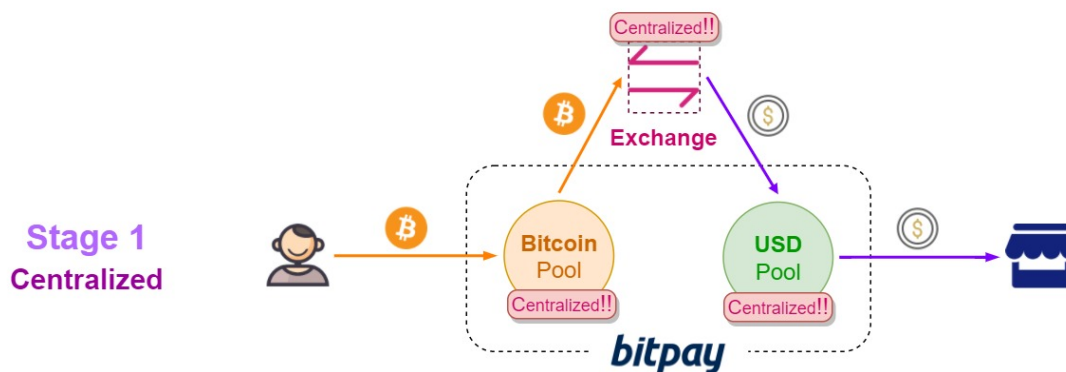 Centralized!!
Exchange
Stage 1
Centralized
Bitcoin
Pool
Centralized!!
USD
Pool
Centralized!!
bitpay